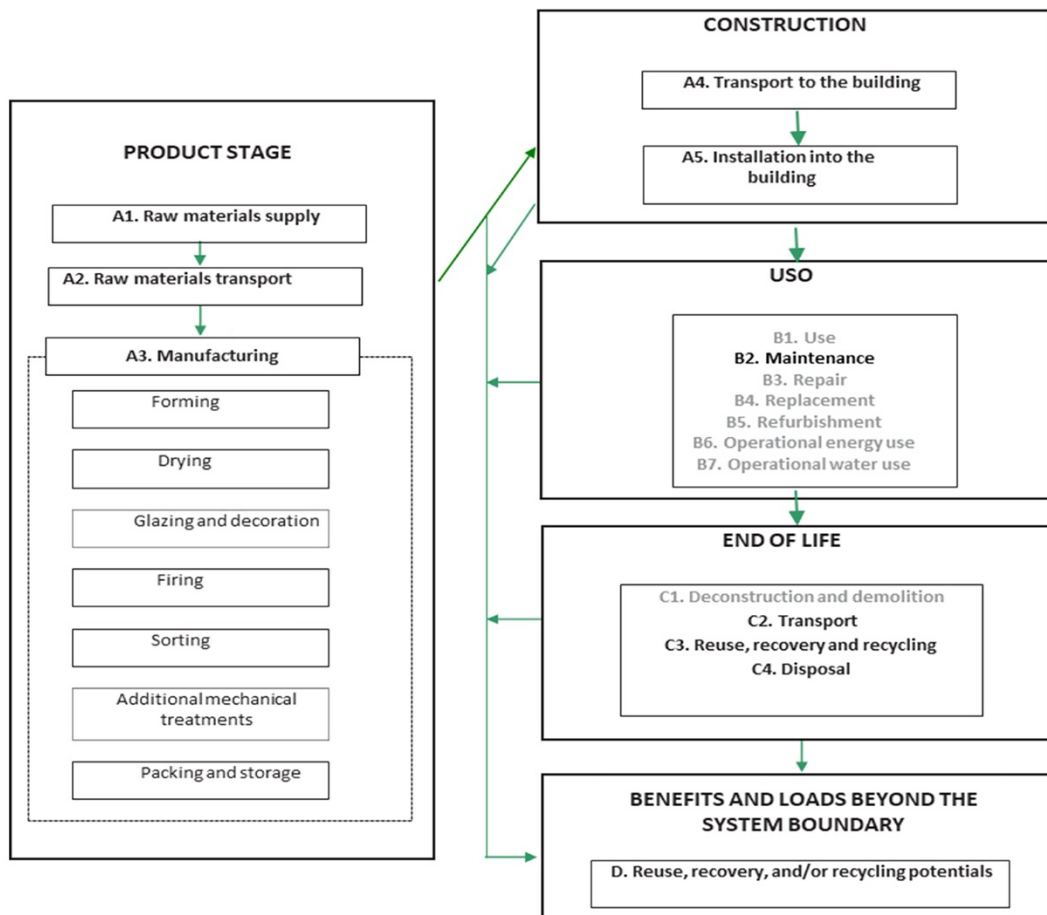 PRODUCT STAGE
A1. Raw materials supply
A2. Raw materials transport
A3. Manufacturing
Forming
Drying
Glazing and decoration
Firing
Sorting
Additional mechanical
treatments
Packing and storage
CONSTRUCTION
A4. Transport to the building
A5. Installation into the
building
USO
B1. Use
B2. Maintenance
B3. Repair
B4. Replacement
B5. Refurbishment
B6. Operational energy use
B7. Operational water use
END OF LIFE
C1. Deconstruction and demolition
C2. Transport
C3. Reuse, recovery and recycling
C4. Disposal
BENEFITS AND LOADS BEYOND THE
SYSTEM BOUNDARY
D. Reuse, recovery, and/or recycling potentials